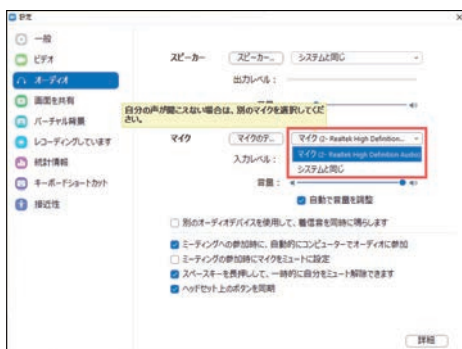 設定
一般
ビデオ
オーディオ
画面を共有
バーチャル背景
レコーディングしています
統計情報
キーボードショートカット
接近性
スピーカー
スピーカー...
システムと同じ
出力レベル：
自分の声が聞こえない場合は、別のマイクを選択してくだ
さい。
マイク
マイクのテ...
マイク (2- Realtek High Definition...
マイク (2- Realtek High Definition Audio)
システムと同じ
入力レベル：
音量：
自動で音量を調整
別のオーディオデバイスを使用して、着信音を同時に鳴らします
ミーティングへの参加時に、自動的にコンピューターでオーディオに参加
ミーティングの参加時にマイクをミュートに設定
スペースキーを長押しして、一時的に自分をミュート解除できます
ヘッドセット上のボタンを同期
詳細